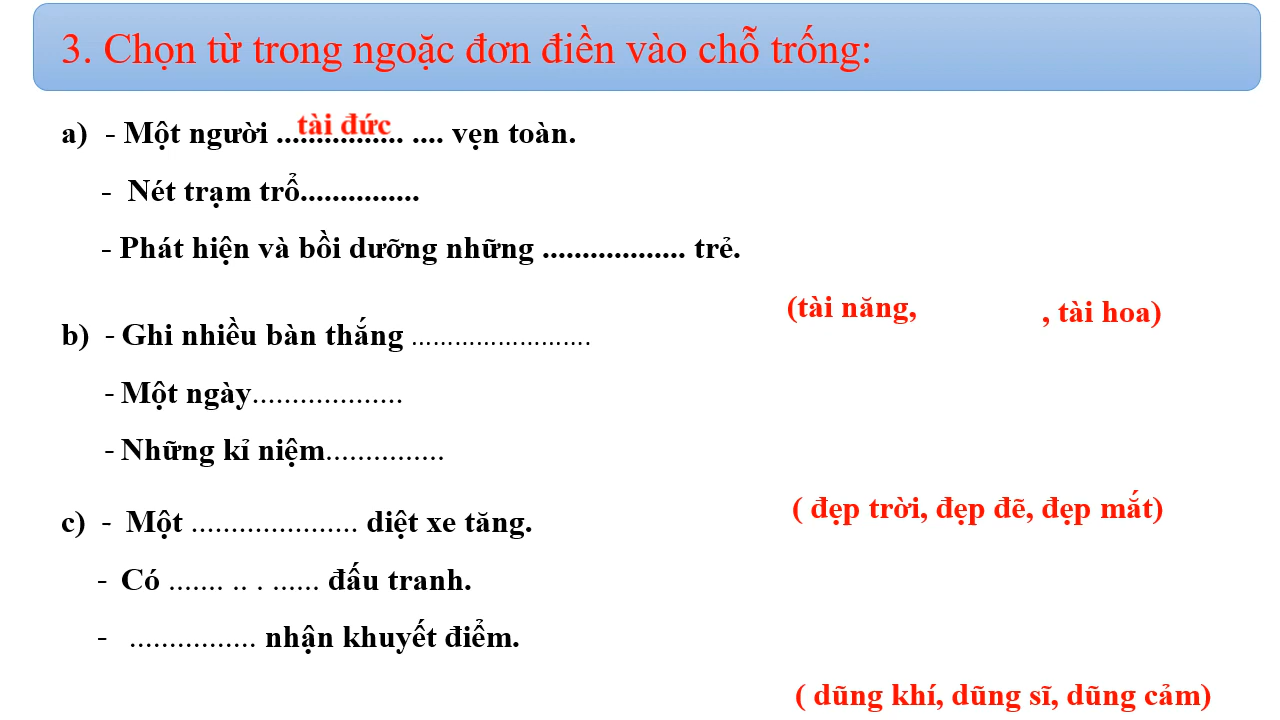 3. Chọn từ trong ngoặc đơn điền vào chỗ trống:
a) - Một người ................ tài đức .... vẹn toàn.
- Nét trạm trổ...............
- Phát hiện và bồi dưỡng những .................. trẻ.
(tài năng, , tài hoa)
b) - Ghi nhiều bàn thắng .........................
- Một ngày...................
- Những kỉ niệm...............
( đẹp trời, đẹp đẽ, đẹp mắt)
c) - Một ..................... diệt xe tăng.
- Có ....... .. . ...... đấu tranh.
- ................ nhận khuyết điểm.
( dũng khí, dũng sĩ, dũng cảm)